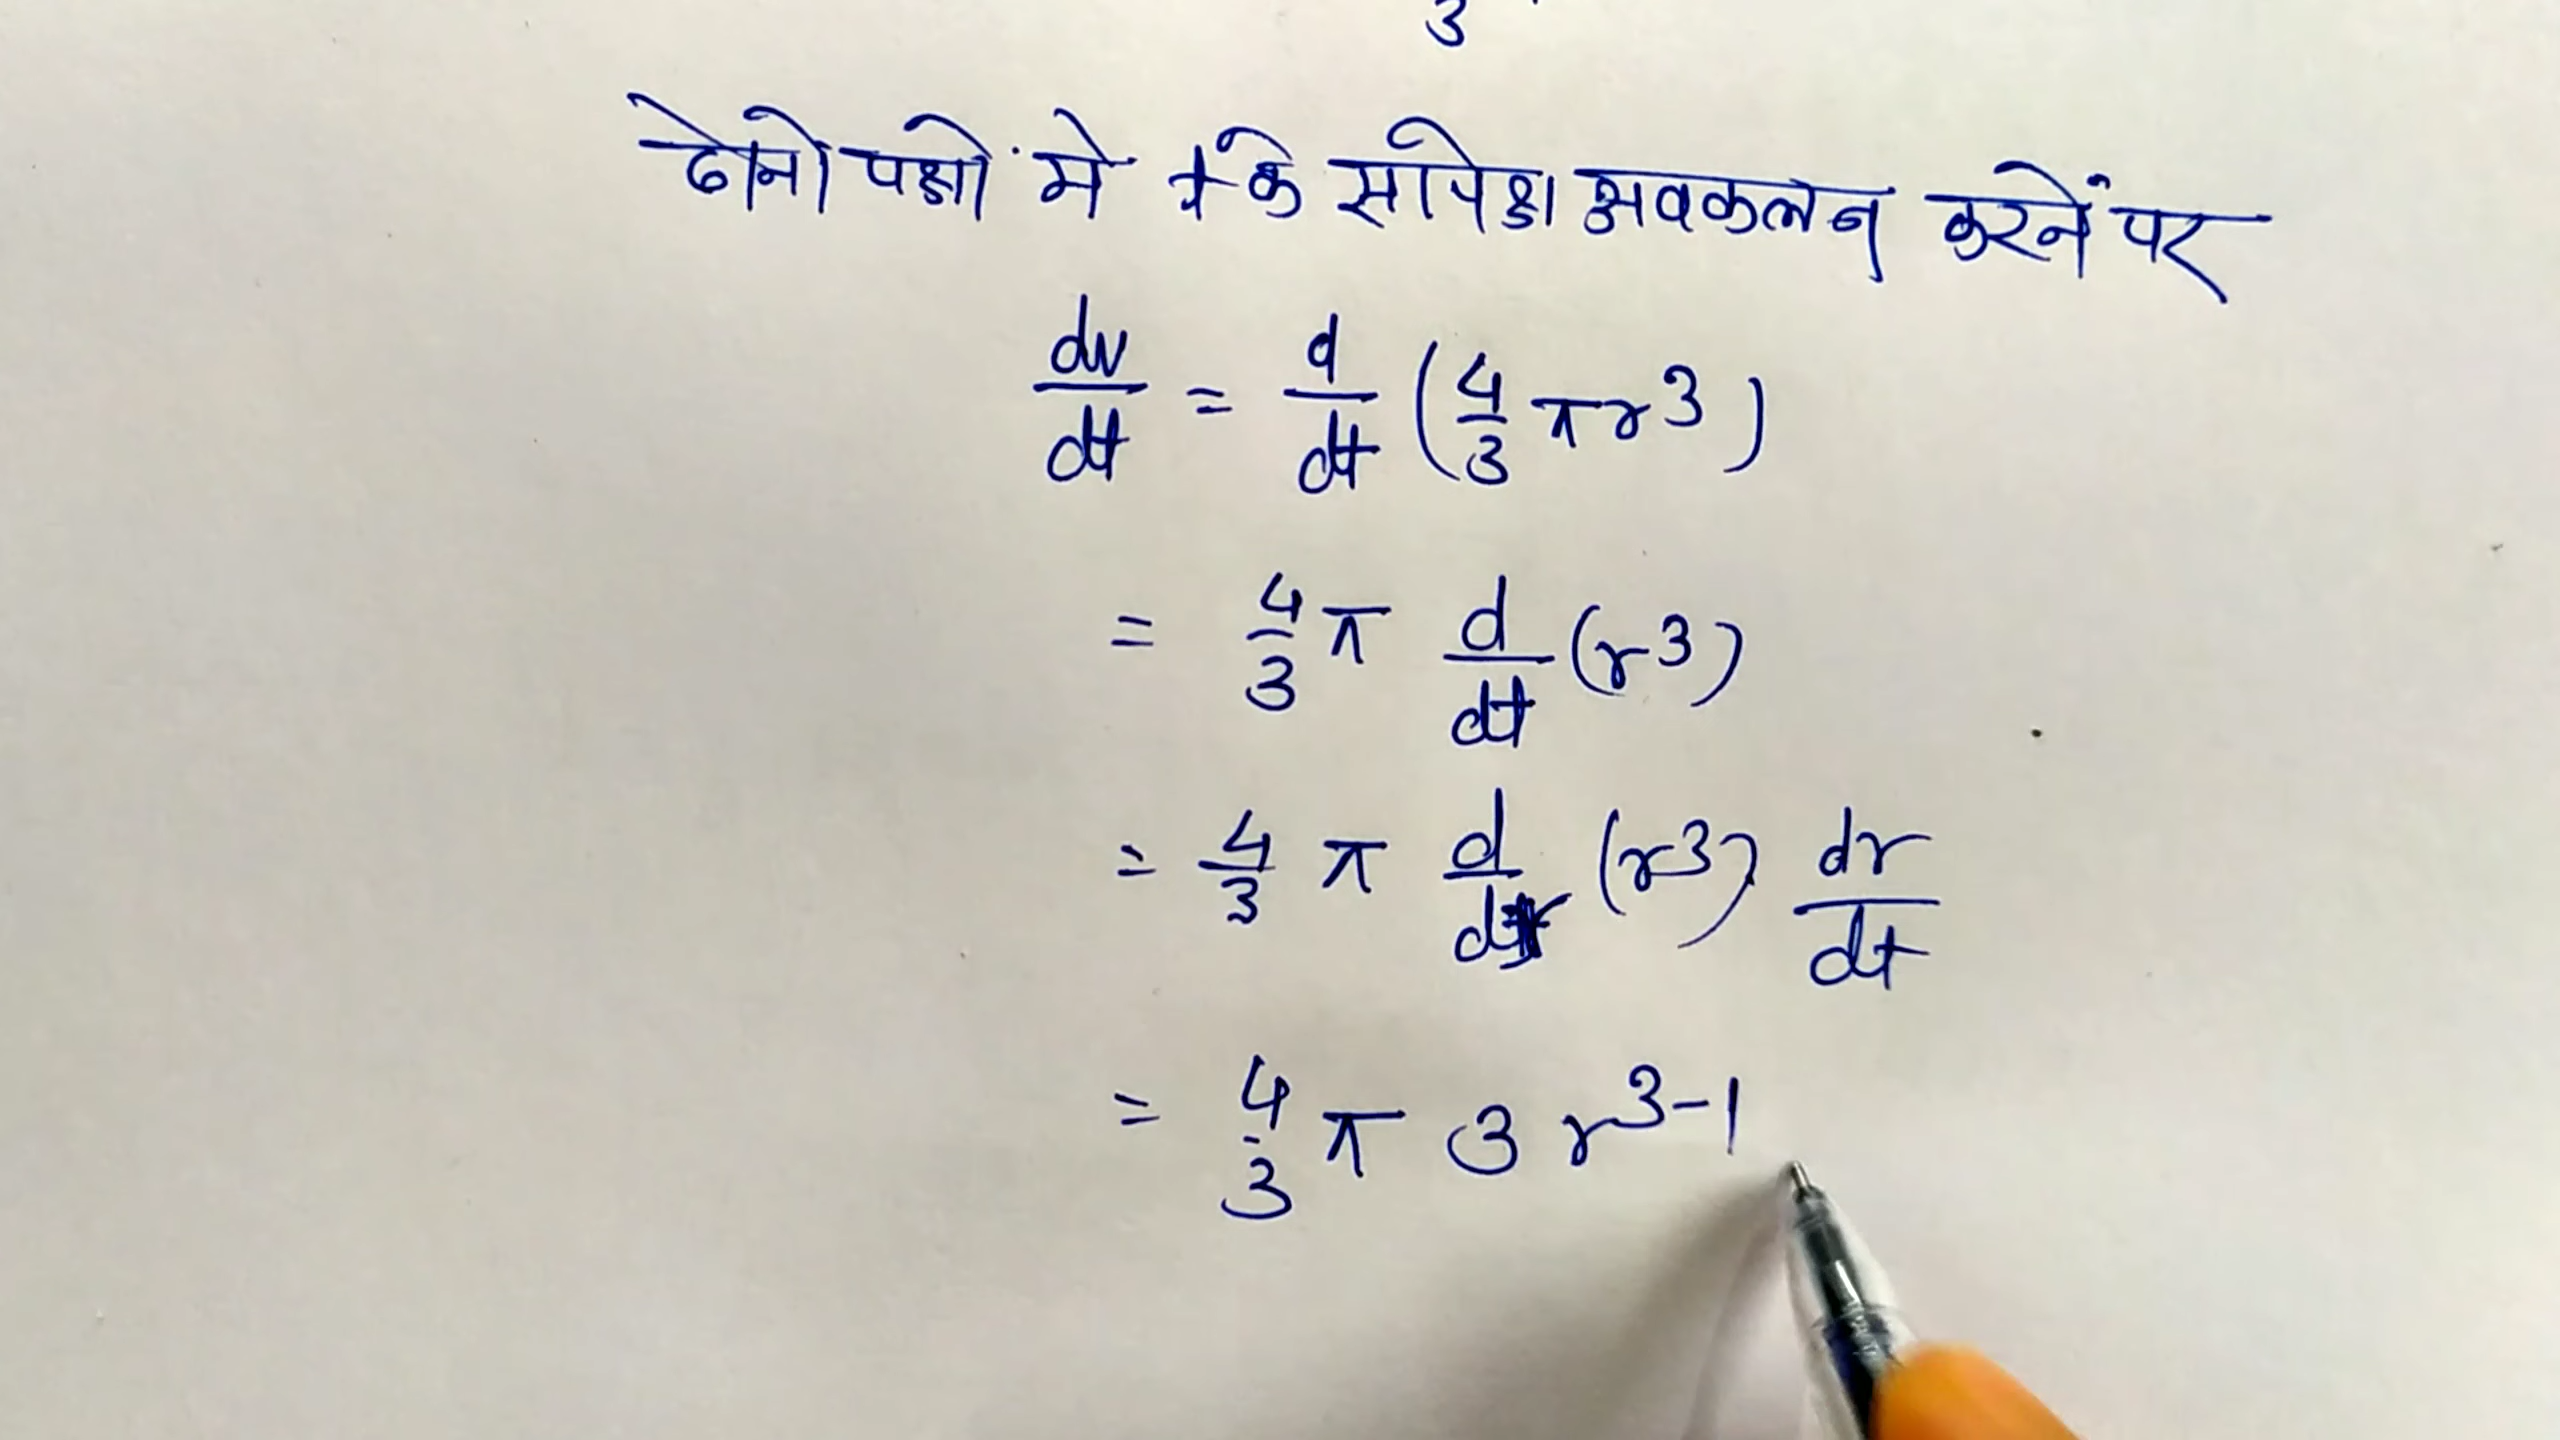 3
दोनो पक्षो में t के सापेक्ष अवकलन करनें पर
dv/dt = d/dt (4/3 πr³)
= 4/3 π d/dt (r³)
= 4/3 π d/dr (r³) dr/dt
= 4/3 π 3 r³⁻¹